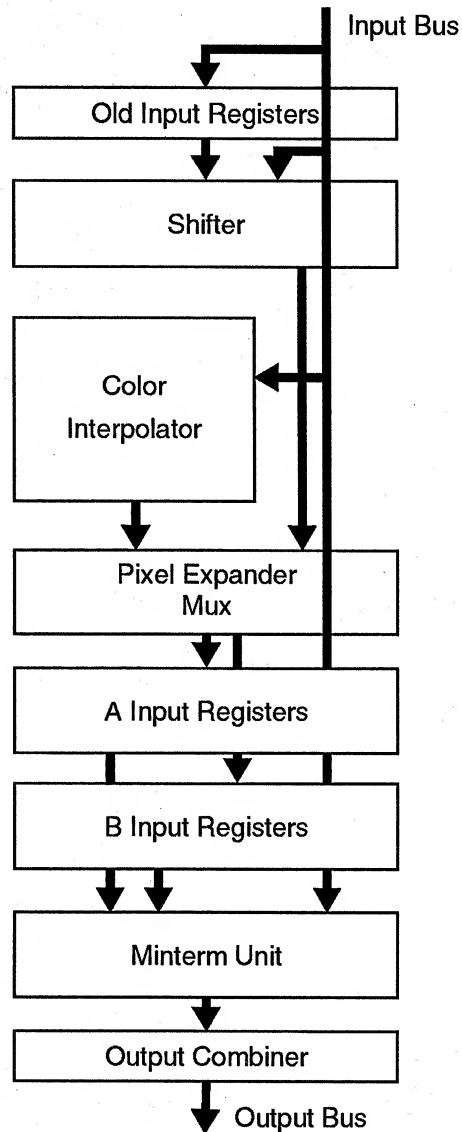 Input Bus
Old Input Registers
Shifter
Color
Interpolator
Pixel Expander
Mux
A Input Registers
B Input Registers
Minterm Unit
Output Combiner
Output Bus